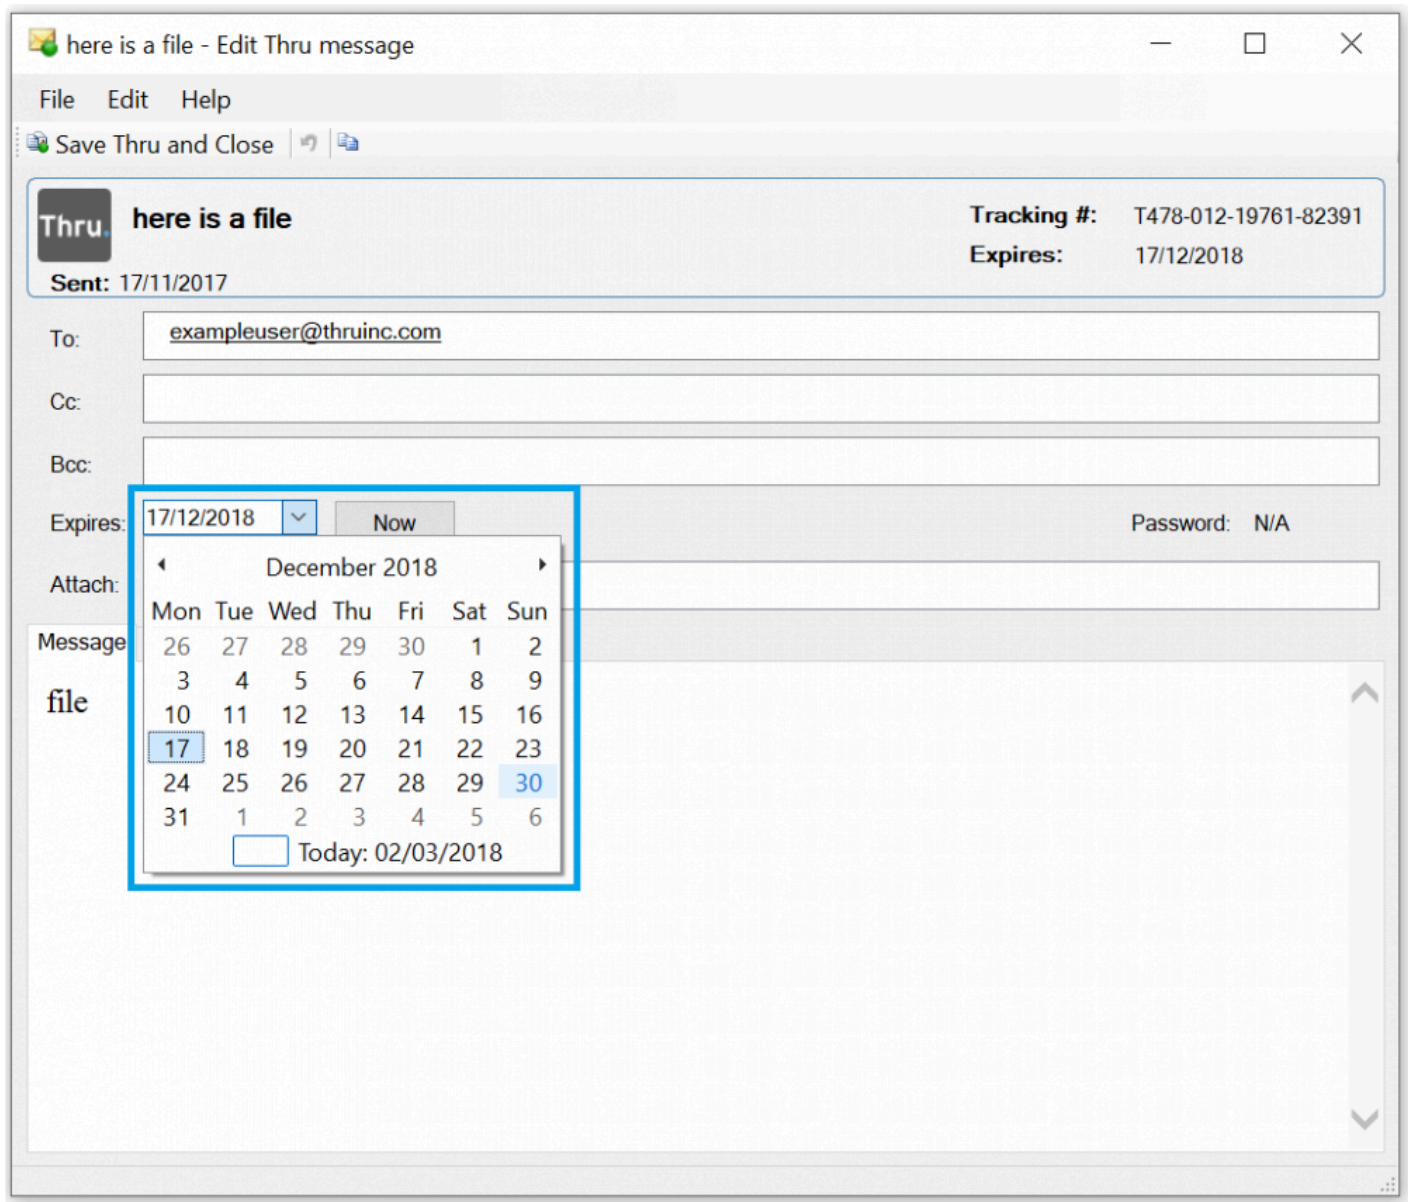 here is a file - Edit Thru message
File Edit Help
Save Thru and Close
Thru. here is a file Tracking #: T478-012-19761-82391
Expires: 17/12/2018
Sent: 17/11/2017
To: exampleuser@thruinc.com
Cc:
Bcc:
Expires: 17/12/2018 Now Password: N/A
Attach:
December 2018
Mon Tue Wed Thu Fri Sat Sun
26 27 28 29 30 1 2
3 4 5 6 7 8 9
10 11 12 13 14 15 16
17 18 19 20 21 22 23
24 25 26 27 28 29 30
31 1 2 3 4 5 6
Today: 02/03/2018
Message
file